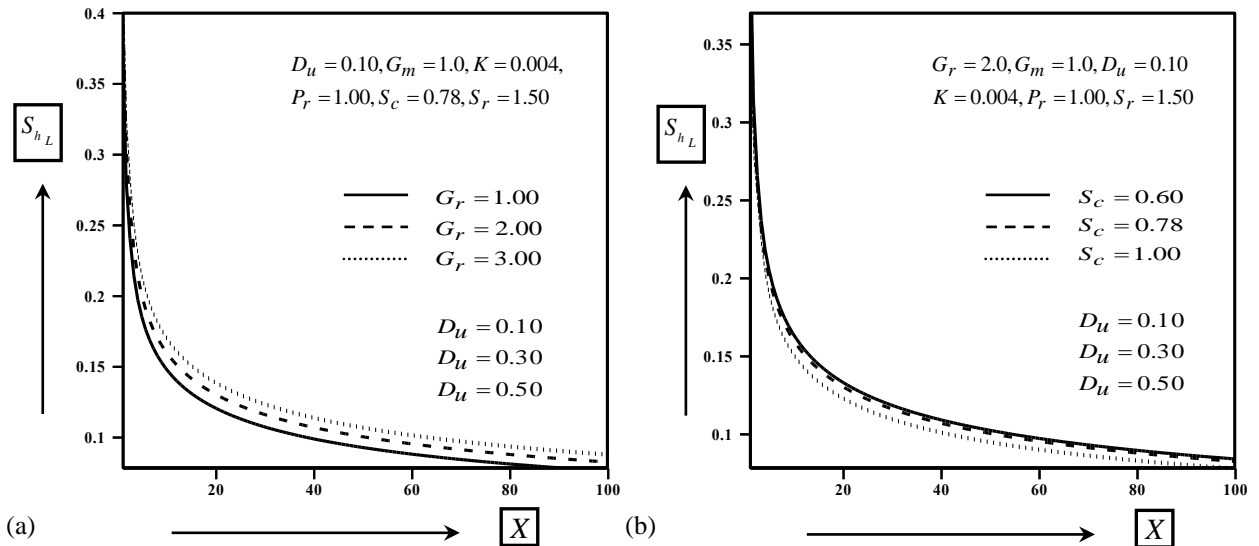 0.4
0.35
0.3
0.25
0.2
0.15
0.1
S_{h_L}
D_u = 0.10, G_m = 1.0, K = 0.004,
P_r = 1.00, S_c = 0.78, S_r = 1.50
G_r = 1.00
G_r = 2.00
G_r = 3.00
D_u = 0.10
D_u = 0.30
D_u = 0.50
20 40 60 80 100
(a)
X
0.35
0.3
0.25
0.2
0.15
0.1
S_{h_L}
G_r = 2.0, G_m = 1.0, D_u = 0.10
K = 0.004, P_r = 1.00, S_r = 1.50
S_c = 0.60
S_c = 0.78
S_c = 1.00
D_u = 0.10
D_u = 0.30
D_u = 0.50
20 40 60 80 100
(b)
X